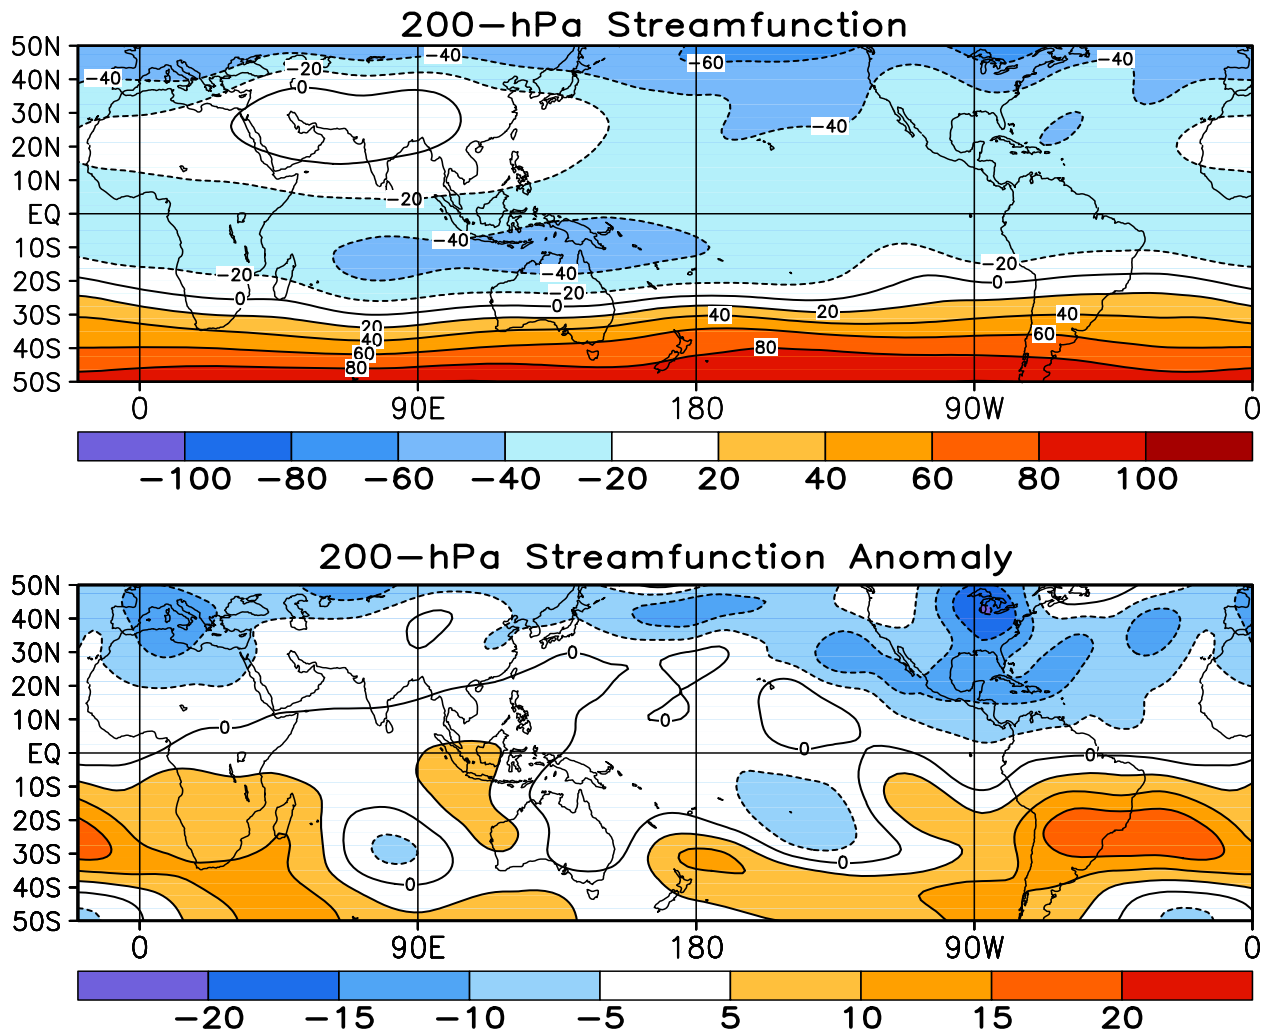 200−hPa Streamfunction
50N
−40
−60
−40
−20
40N
−40
0
30N
−40
20N
10N
−20
EQ
−40
10S
−20
−20
−40
20S
0
0
−20
0
30S
20
40
20
40
40
60
40S
60
80
80
50S
0 90E 180 90W 0
−100 −80 −60 −40 −20 20 40 60 80 100
200−hPa Streamfunction Anomaly
50N
40N
30N
0
20N
10N
0
0
EQ
0
0
10S
20S
30S
0
40S
0
50S
0 90E 180 90W 0
−20 −15 −10 −5 5 10 15 20